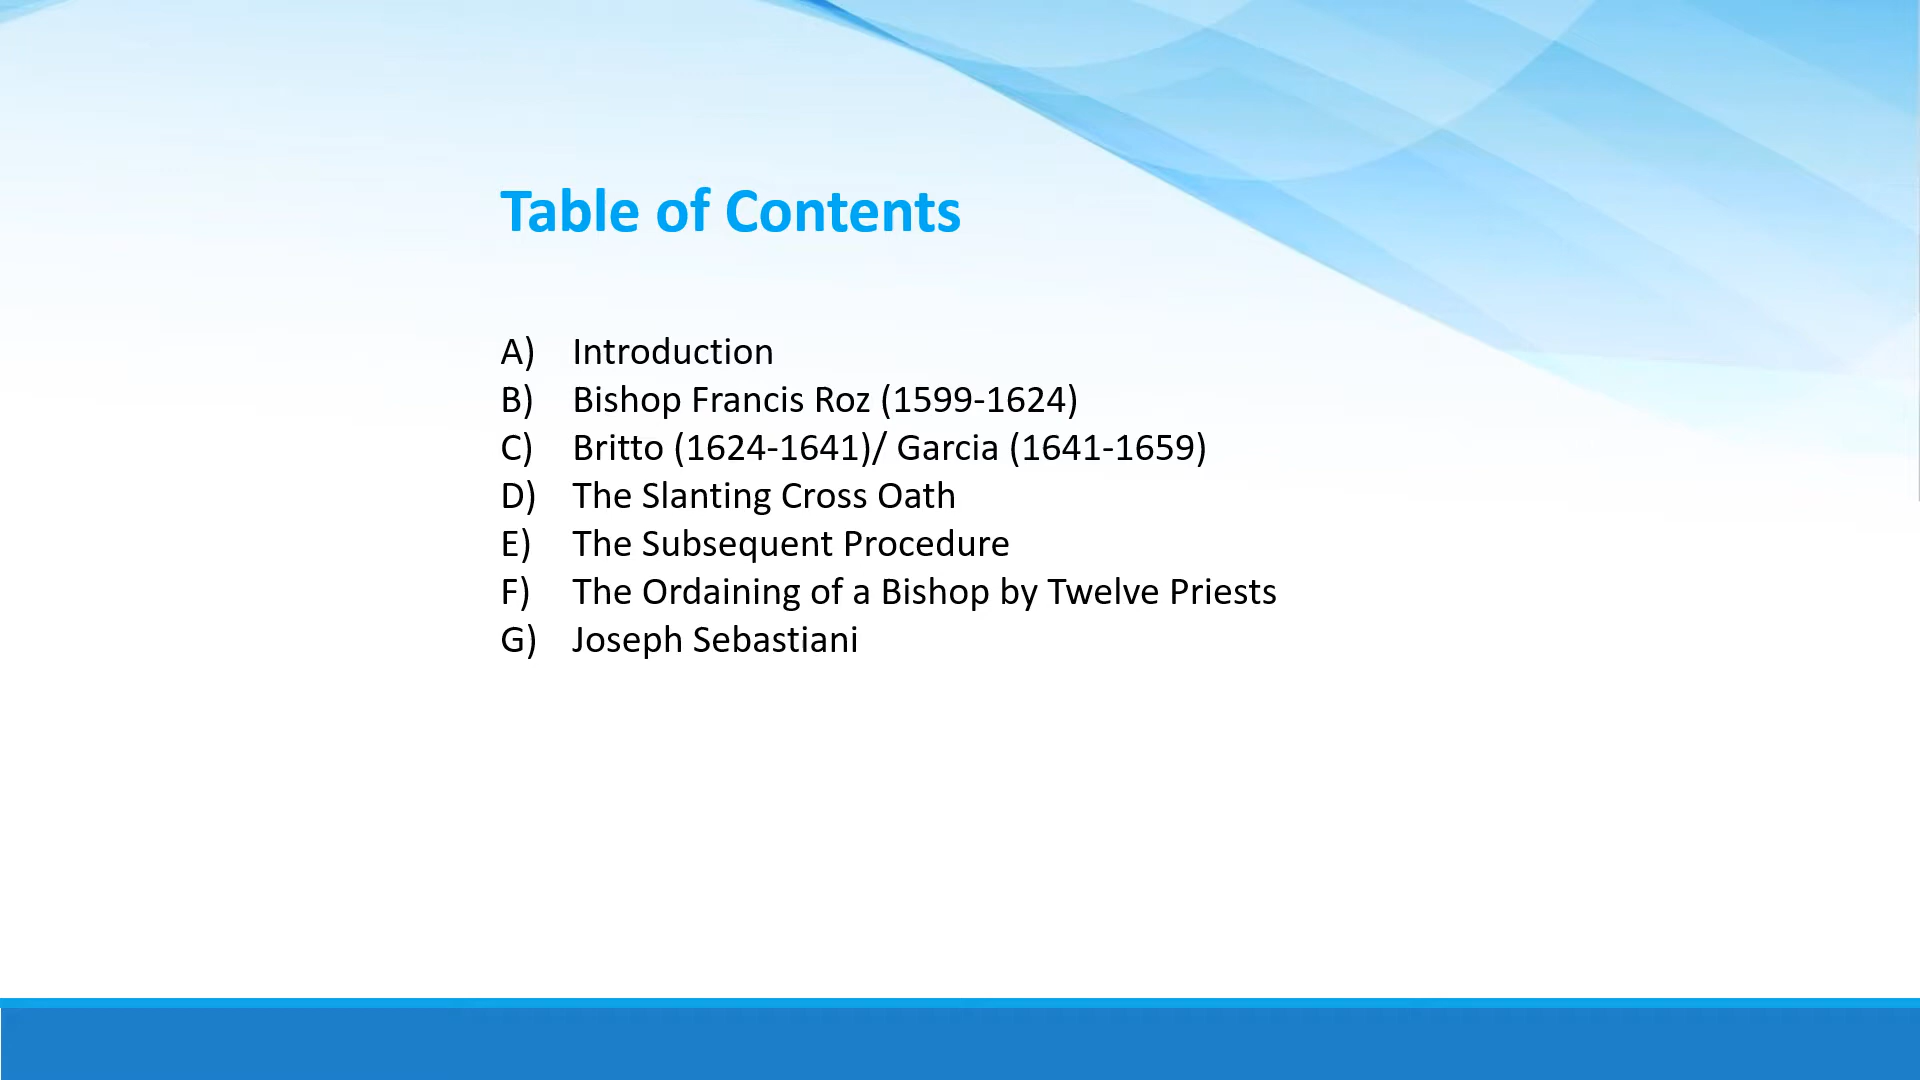 Table of Contents
A) Introduction
B) Bishop Francis Roz (1599-1624)
C) Britto (1624-1641)/ Garcia (1641-1659)
D) The Slanting Cross Oath
E) The Subsequent Procedure
F) The Ordaining of a Bishop by Twelve Priests
G) Joseph Sebastiani